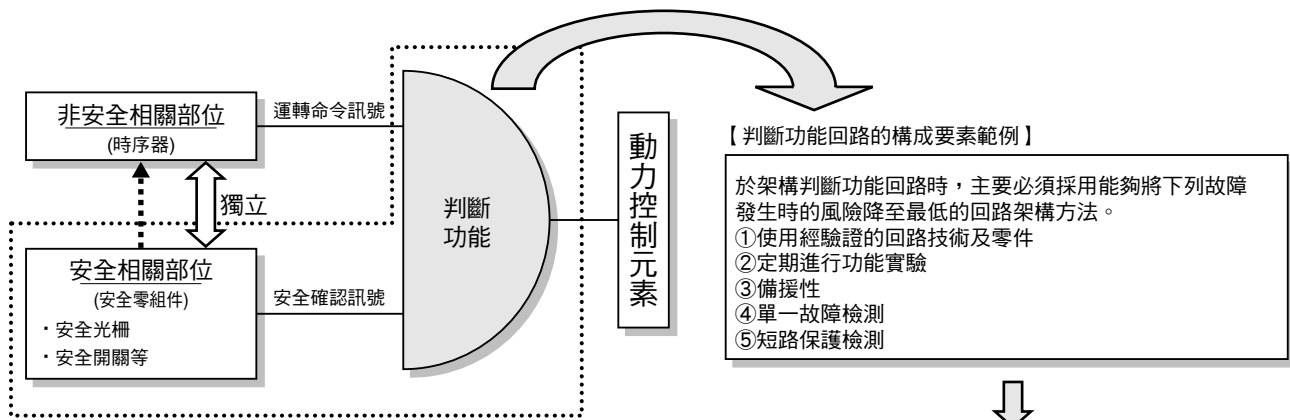 非安全相關部位
(時序器)
運轉命令訊號
獨立
安全相關部位
(安全零組件)
・安全光柵
・安全開關等
安全確認訊號
判斷
功能
動力控制元素
【判斷功能回路的構成要素範例】
於架構判斷功能回路時，主要必須採用能夠將下列故障
發生時的風險降至最低的回路架構方法。
①使用經驗證的回路技術及零件
②定期進行功能實驗
③備援性
④單一故障檢測
⑤短路保護檢測